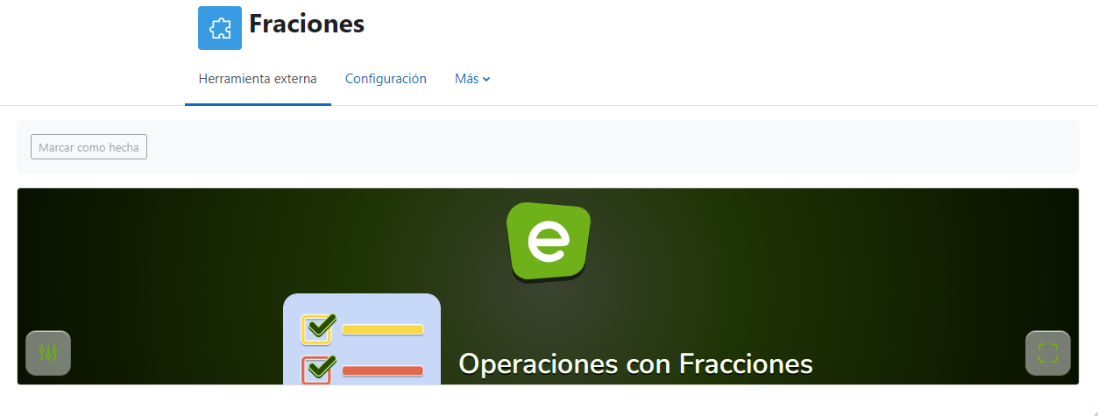 Fraciones
Herramienta externa Configuración Más
Marcar como hecha
e
Operaciones con Fracciones